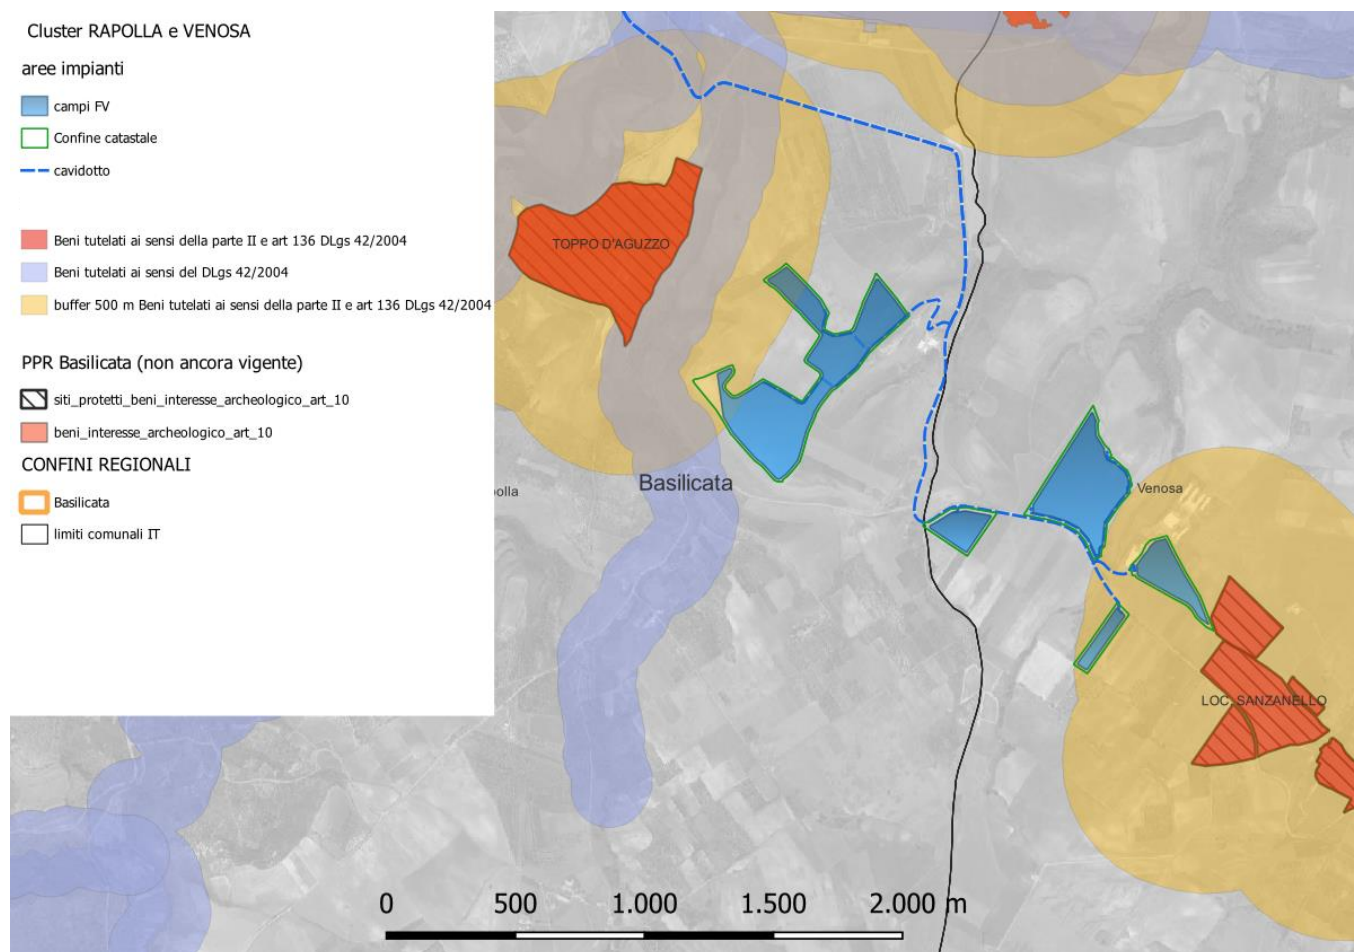 Cluster RAPOLLA e VENOSA
aree impianti
campi FV
Confine catastale
cavidotto
Beni tutelati ai sensi della parte II e art 136 DLgs 42/2004
Beni tutelati ai sensi del DLgs 42/2004
buffer 500 m Beni tutelati ai sensi della parte II e art 136 DLgs 42/2004
PPR Basilicata (non ancora vigente)
siti_protetti_beni_interesse_archeologico_art_10
beni_interesse_archeologico_art_10
CONFINI REGIONALI
Basilicata
limiti comunali IT
TOPPO D'AGUZZO
Basilicata
olla
Venosa
LOC. SANZANELLO
0 500 1.000 1.500 2.000 m